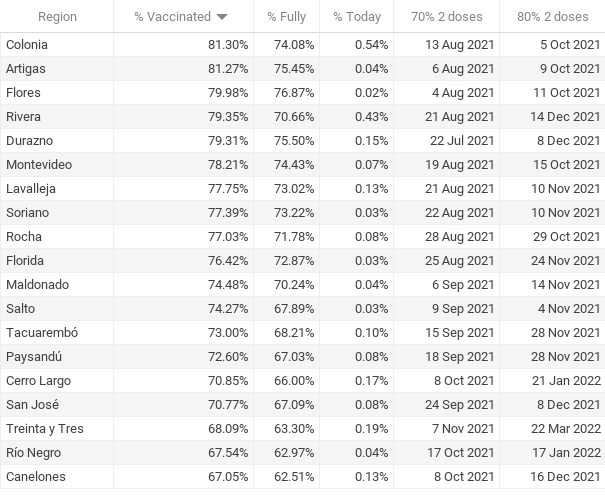 Region % Vaccinated % Fully % Today 70% 2 doses 80% 2 doses
Colonia 81.30% 74.08% 0.54% 13 Aug 2021 5 Oct 2021
Artigas 81.27% 75.45% 0.04% 6 Aug 2021 9 Oct 2021
Flores 79.98% 76.87% 0.02% 4 Aug 2021 11 Oct 2021
Rivera 79.35% 70.66% 0.43% 21 Aug 2021 14 Dec 2021
Durazno 79.31% 75.50% 0.15% 22 Jul 2021 8 Dec 2021
Montevideo 78.21% 74.43% 0.07% 19 Aug 2021 15 Oct 2021
Lavalleja 77.75% 73.02% 0.13% 21 Aug 2021 10 Nov 2021
Soriano 77.39% 73.22% 0.03% 22 Aug 2021 10 Nov 2021
Rocha 77.03% 71.78% 0.08% 28 Aug 2021 29 Oct 2021
Florida 76.42% 72.87% 0.03% 25 Aug 2021 24 Nov 2021
Maldonado 74.48% 70.24% 0.04% 6 Sep 2021 14 Nov 2021
Salto 74.27% 67.89% 0.03% 9 Sep 2021 4 Nov 2021
Tacuarembó 73.00% 68.21% 0.10% 15 Sep 2021 28 Nov 2021
Paysandú 72.60% 67.03% 0.08% 18 Sep 2021 28 Nov 2021
Cerro Largo 70.85% 66.00% 0.17% 8 Oct 2021 21 Jan 2022
San José 70.77% 67.09% 0.08% 24 Sep 2021 8 Dec 2021
Treinta y Tres 68.09% 63.30% 0.19% 7 Nov 2021 22 Mar 2022
Río Negro 67.54% 62.97% 0.04% 17 Oct 2021 17 Jan 2022
Canelones 67.05% 62.51% 0.13% 8 Oct 2021 16 Dec 2021